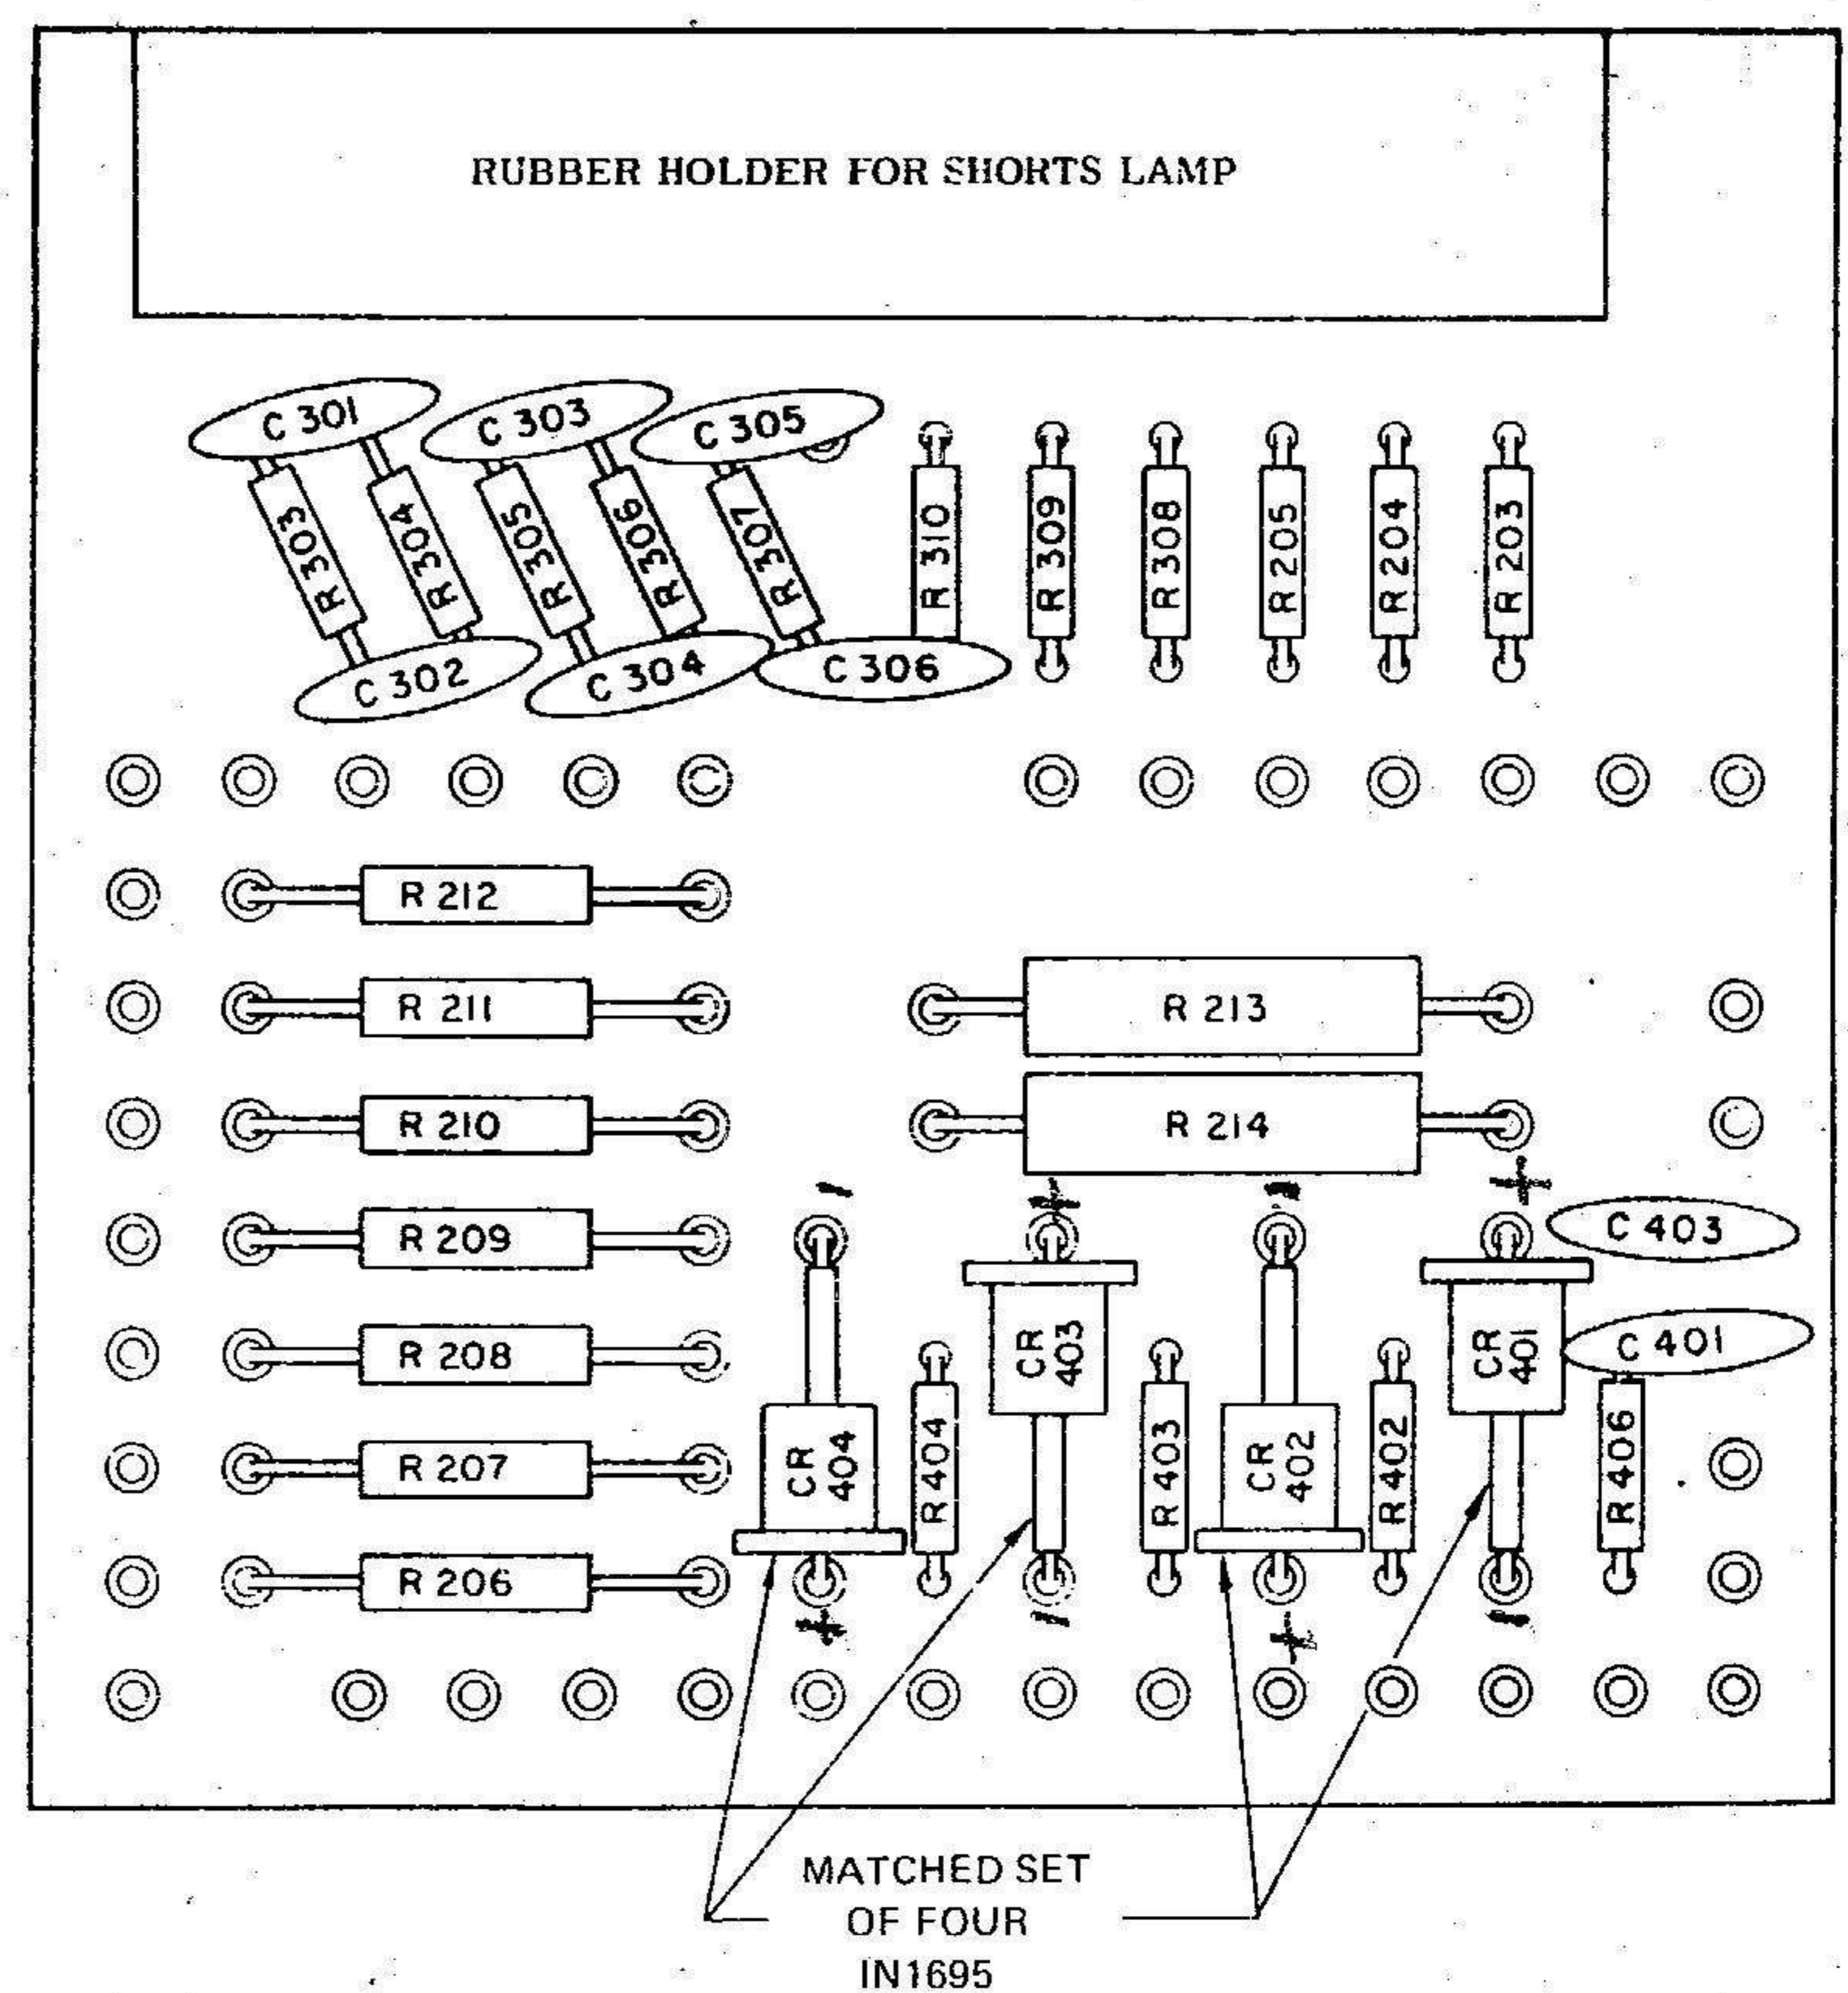 RUBBER HOLDER FOR SHORTS LAMP
C 301
C 303
C 305
R 303
R 304
R 305
R 306
R 307
R 310
R 309
R 308
R 205
R 204
R 203
C 302
C 304
C 306
R 212
R 211
R 213
R 210
R 214
- + - +
R 209
C 403
R 208
CR 403
CR 401
C 401
R 207
CR 404
R 404
R 403
CR 402
R 402
R 406
R 206
+ - + -
MATCHED SET
OF FOUR
IN1695